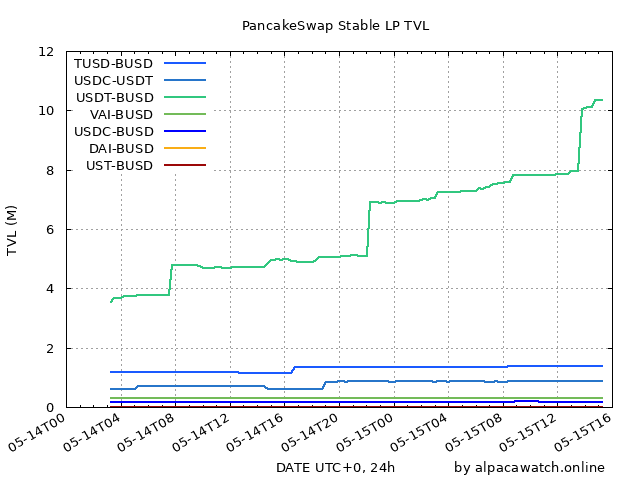 PancakeSwap Stable LP TVL
12
10
8
6
4
2
0
TVL (M)
TUSD-BUSD
USDC-USDT
USDT-BUSD
VAI-BUSD
USDC-BUSD
DAI-BUSD
UST-BUSD
05-14T00
05-14T04
05-14T08
05-14T12
05-14T16
05-14T20
05-15T00
05-15T04
05-15T08
05-15T12
05-15T16
DATE UTC+0, 24h
by alpacawatch.online